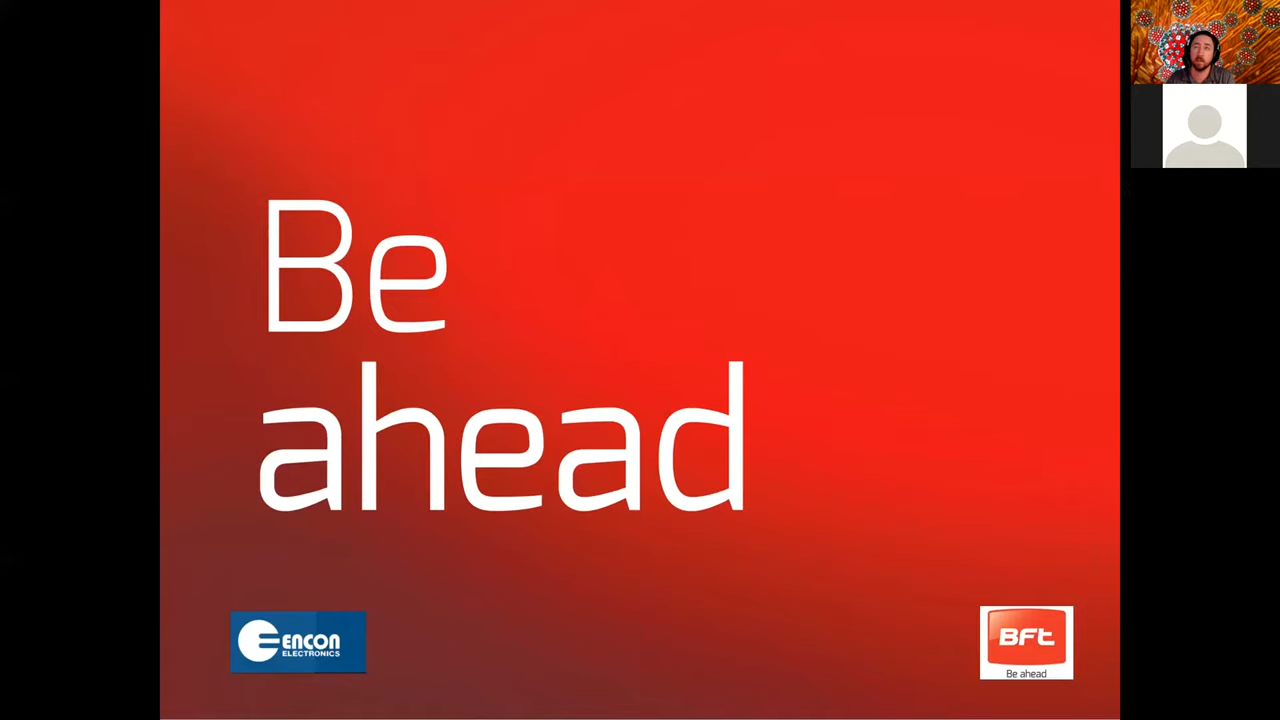 Be
ahead
ENCON
ELECTRONICS
BFT
Be ahead